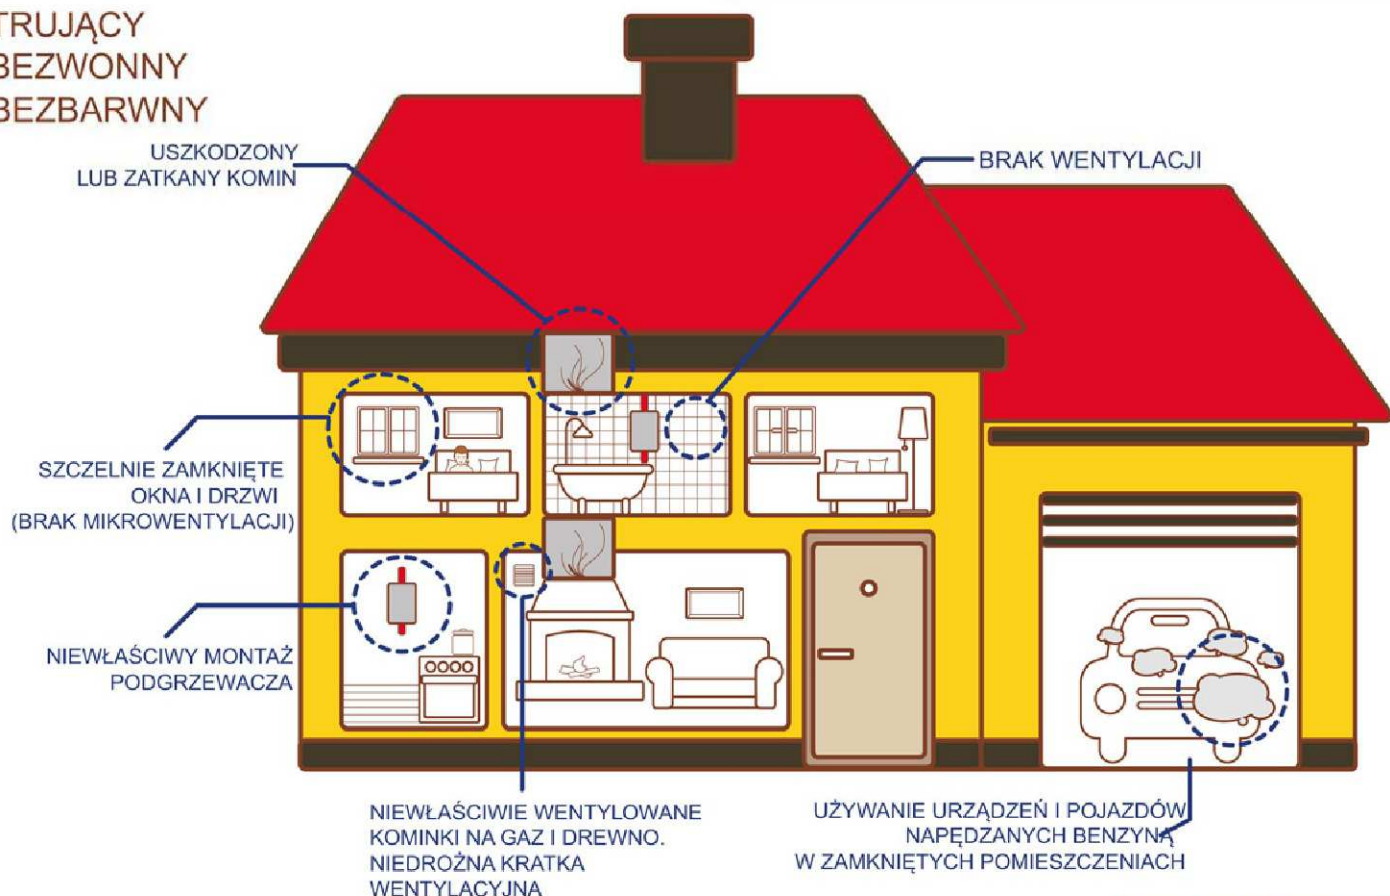 TRUJĄCY
BEZWONNY
BEZBARWNY
USZKODZONY
LUB ZATKANY KOMIN
BRAK WENTYLACJI
SZCZELNIE ZAMKNIĘTE
OKNA I DRZWI
(BRAK MIKROWENTYLACJI)
NIEWŁAŚCIWY MONTAŻ
PODGRZEWACZA
NIEWŁAŚCIWIE WENTYLOWANE
KOMINKI NA GAZ I DREWNO.
NIEDROŻNA KRATKA
WENTYLACYJNA
UŻYWANIE URZĄDZEŃ I POJAZDÓW
NAPĘDZANYCH BENZYNĄ
W ZAMKNIĘTYCH POMIESZCZENIACH